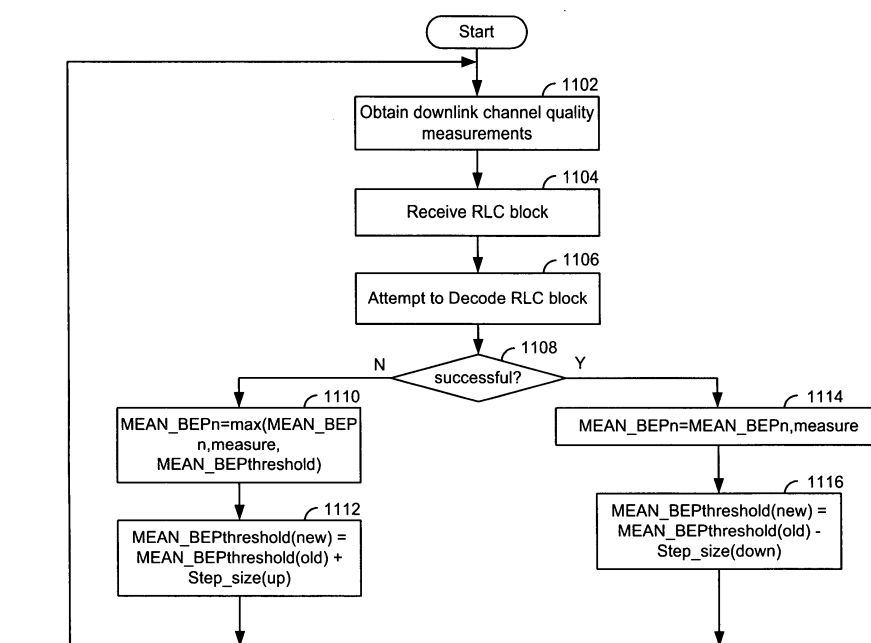 Start
1102
Obtain downlink channel quality
measurements
1104
Receive RLC block
1106
Attempt to Decode RLC block
1108
N
successful?
Y
1110
MEAN_BEPn=max(MEAN_BEP
n,measure,
MEAN_BEPthreshold)
1112
MEAN_BEPthreshold(new) =
MEAN_BEPthreshold(old) +
Step_size(up)
1114
MEAN_BEPn=MEAN_BEPn,measure
1116
MEAN_BEPthreshold(new) =
MEAN_BEPthreshold(old) -
Step_size(down)